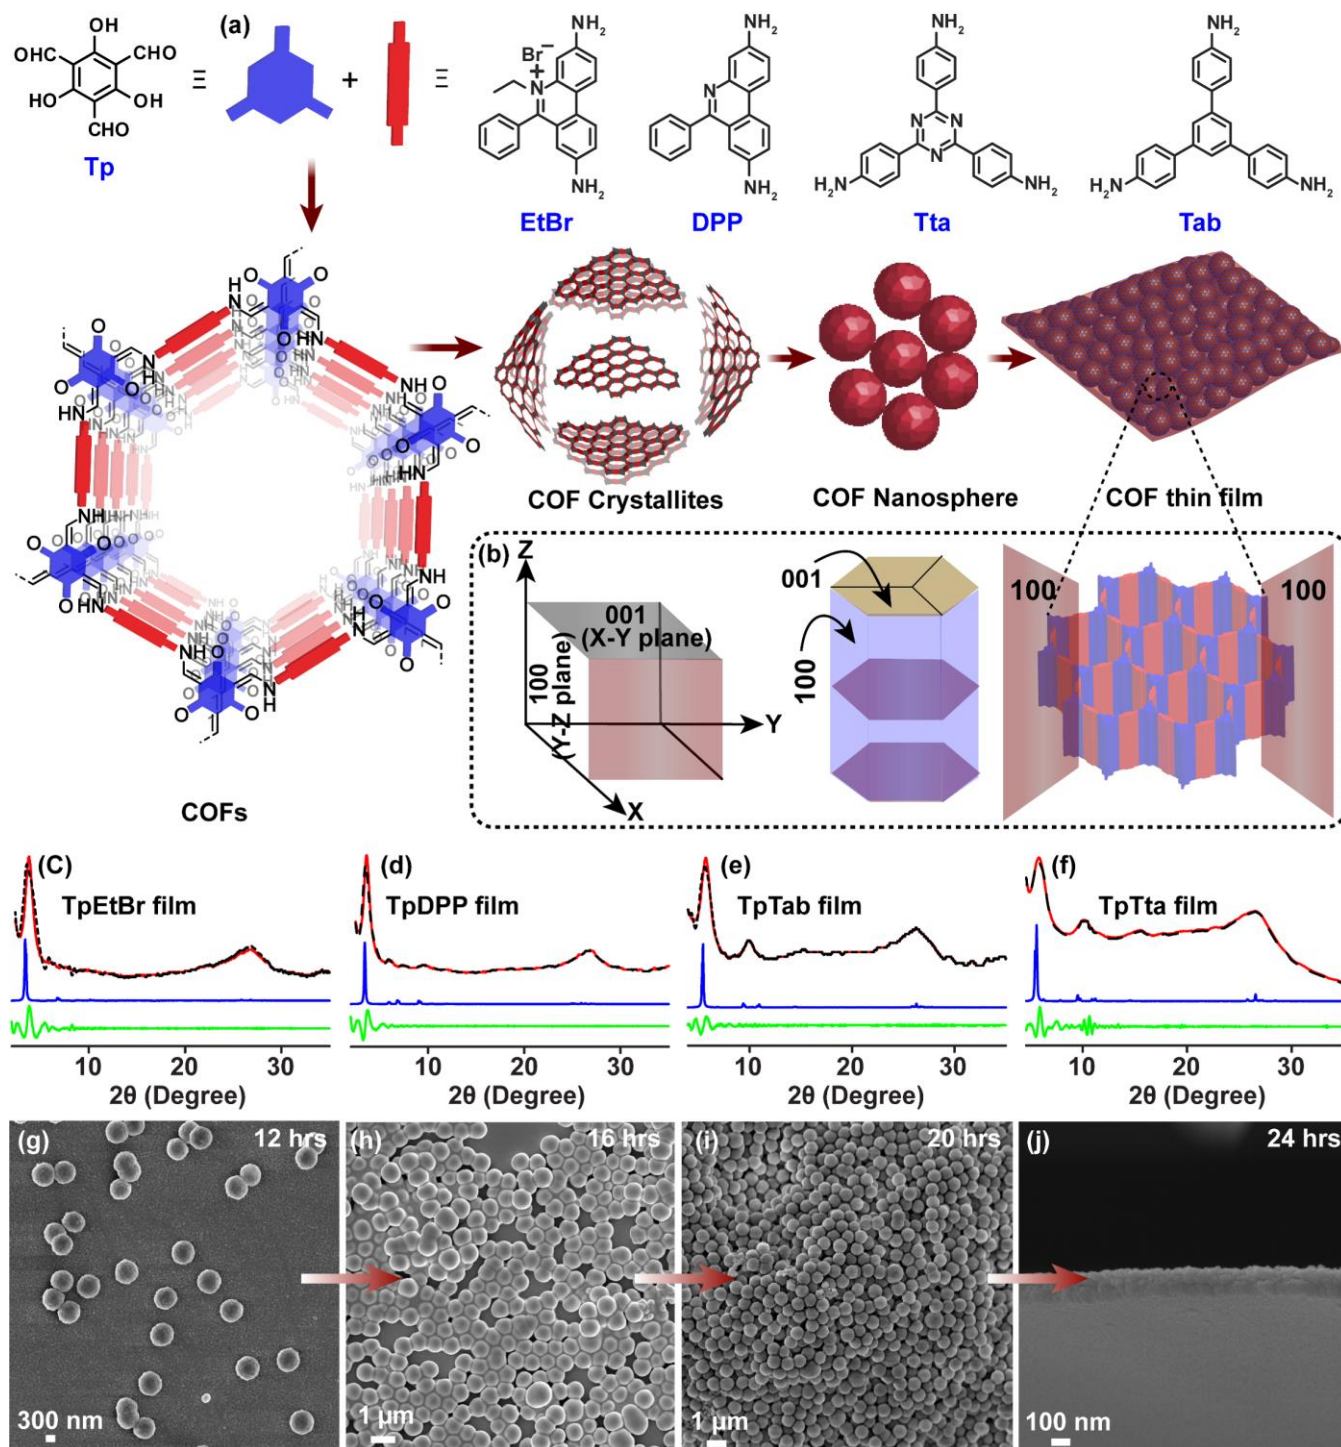 (a)
OH
OHC
CHO
HO
OH
CHO
Tp
Ξ
+
Ξ
NH₂
Br⁻
N⁺
NH₂
EtBr
NH₂
N
NH₂
DPP
NH₂
N
N
N
H₂N
NH₂
Tta
NH₂
H₂N
NH₂
Tab
COFs
COF Crystallites
COF Nanosphere
COF thin film
(b)
Z
001
(X-Y plane)
100
(Y-Z plane)
Y
X
001
100
100
100
(C)
TpEtBr film
(d)
TpDPP film
(e)
TpTab film
(f)
TpTta film
10 20 30
2θ (Degree)
10 20 30
2θ (Degree)
10 20 30
2θ (Degree)
10 20 30
2θ (Degree)
(g)
12 hrs
300 nm
(h)
16 hrs
1 µm
(i)
20 hrs
1 µm
(j)
24 hrs
100 nm